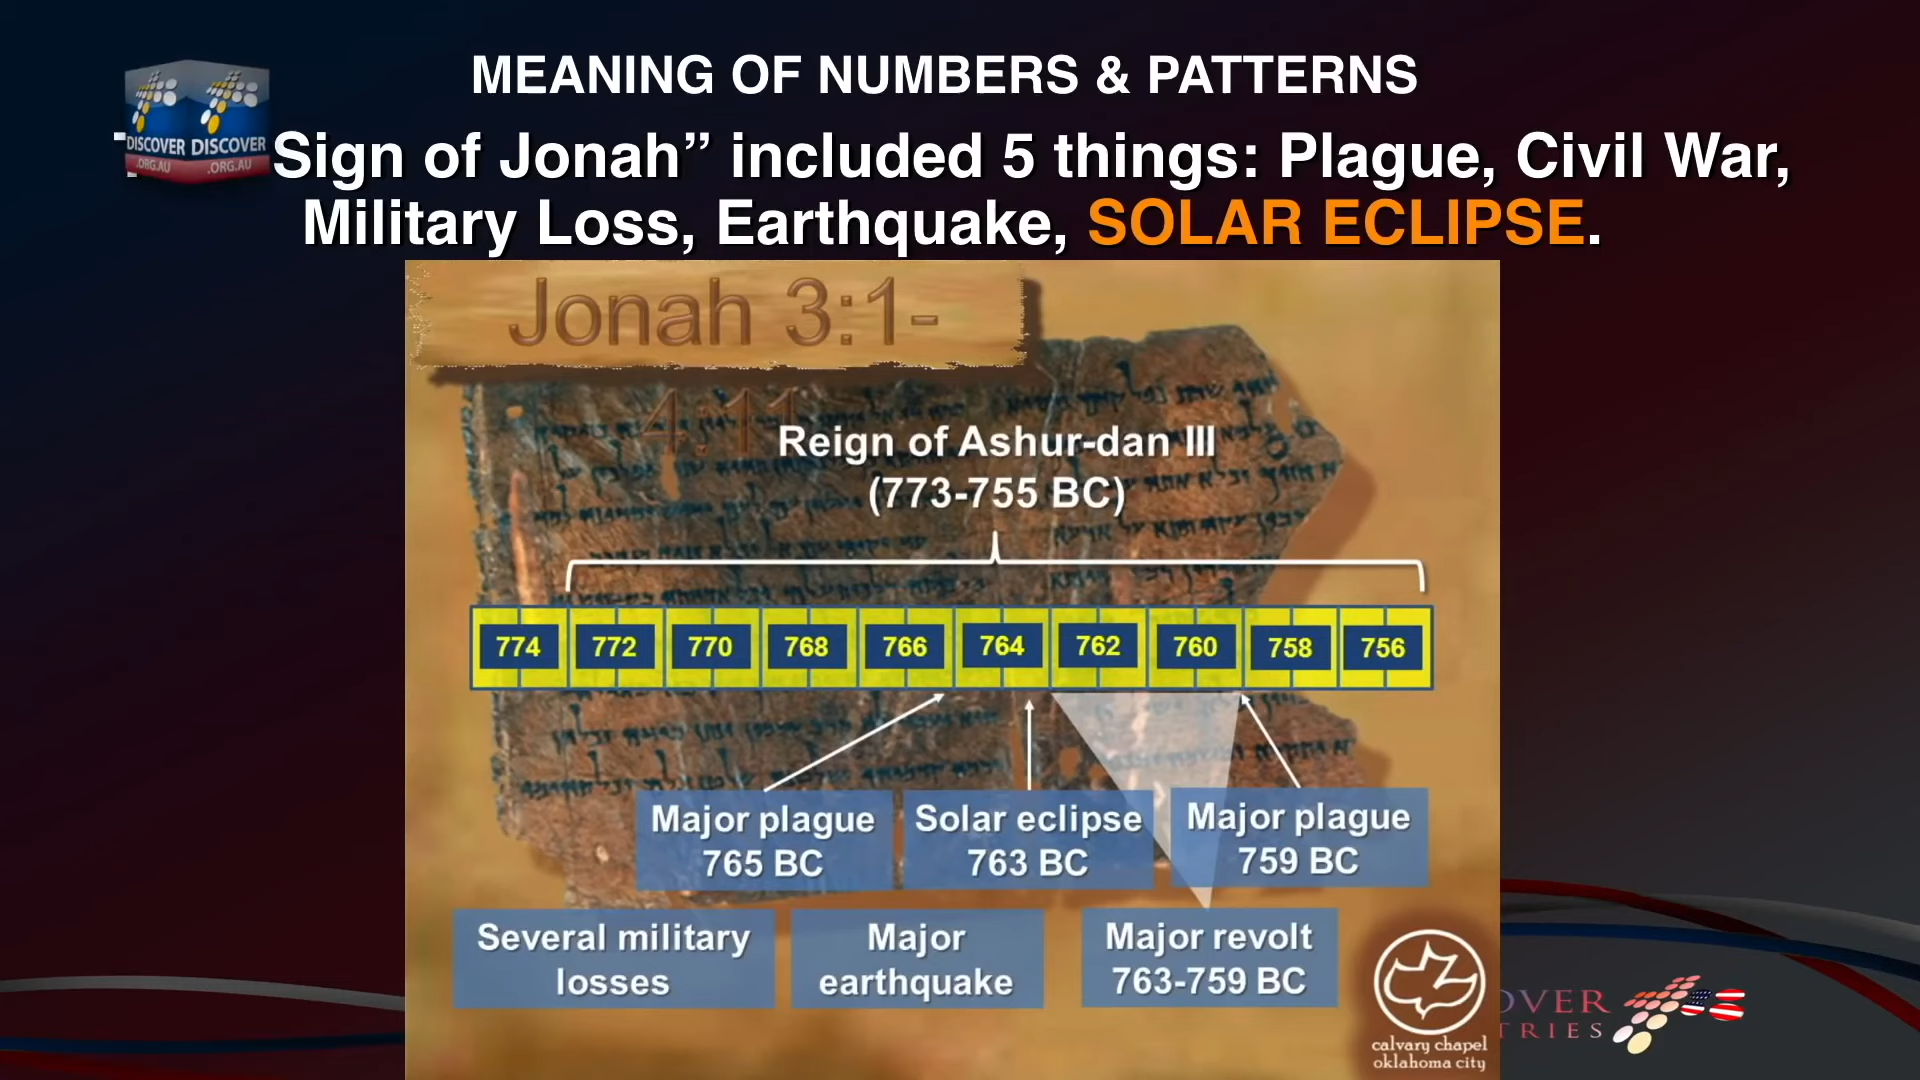 MEANING OF NUMBERS & PATTERNS
Sign of Jonah” included 5 things: Plague, Civil War,
Military Loss, Earthquake, SOLAR ECLIPSE.
DISCOVER DISCOVER
.ORG.AU .ORG.AU
Jonah 3:1-
4:11
Reign of Ashur-dan III
(773-755 BC)
774 772 770 768 766 764 762 760 758 756
Major plague
765 BC
Solar eclipse
763 BC
Major plague
759 BC
Several military
losses
Major
earthquake
Major revolt
763-759 BC
calvary chapel
oklahoma city
OVER
TRIES